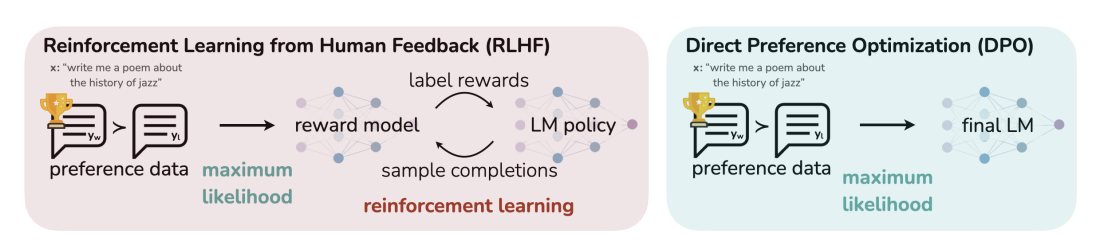 Reinforcement Learning from Human Feedback (RLHF)
x: “write me a poem about
the history of jazz”
label rewards
yw
≻
yl
reward model
LM policy
preference data
maximum
likelihood
sample completions
reinforcement learning
Direct Preference Optimization (DPO)
x: “write me a poem about
the history of jazz”
yw
≻
yl
final LM
preference data
maximum
likelihood